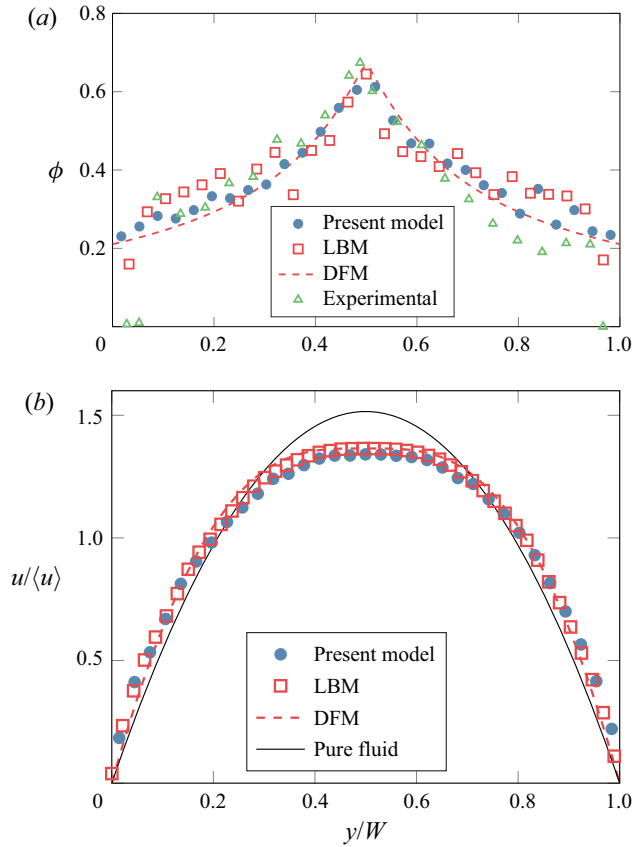 (a)
0.8
0.6
0.4
0.2
ϕ
Present model
LBM
DFM
Experimental
0 0.2 0.4 0.6 0.8 1.0
(b)
1.5
1.0
0.5
u/⟨u⟩
Present model
LBM
DFM
Pure fluid
0 0.2 0.4 0.6 0.8 1.0
y/W